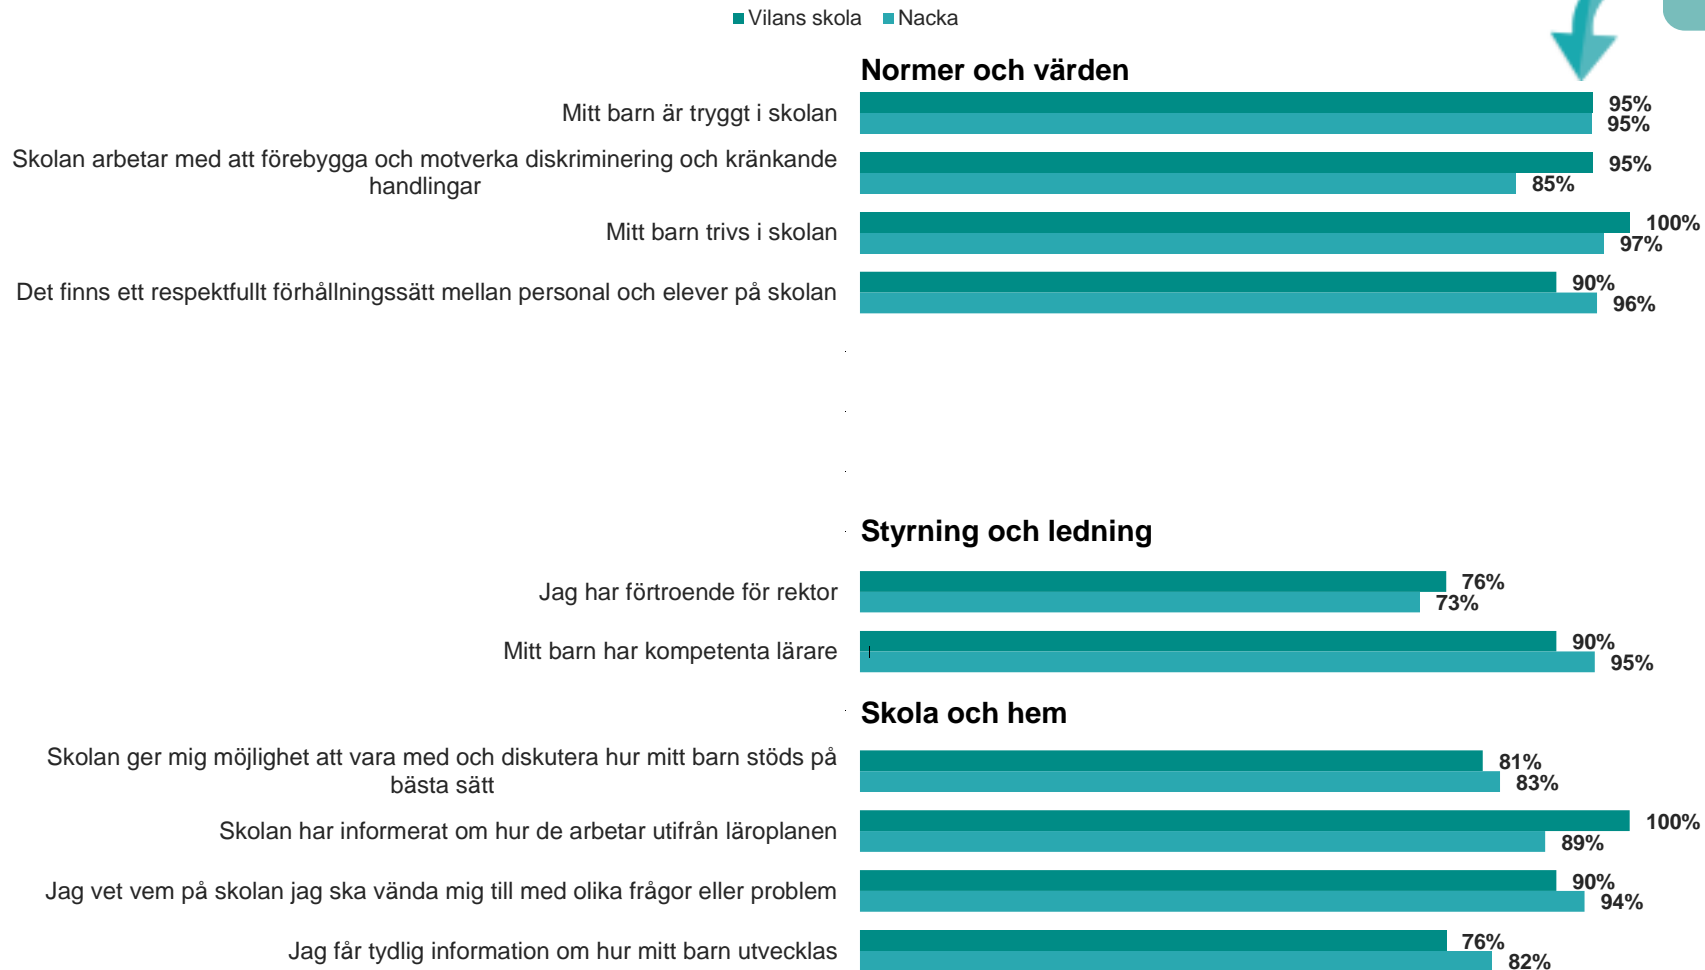 Vilans skola Nacka
Normer och värden
Mitt barn är tryggt i skolan
95%
95%
Skolan arbetar med att förebygga och motverka diskriminering och kränkande
handlingar
95%
85%
Mitt barn trivs i skolan
100%
97%
Det finns ett respektfullt förhållningssätt mellan personal och elever på skolan
90%
96%
Styrning och ledning
Jag har förtroende för rektor
76%
73%
Mitt barn har kompetenta lärare
90%
95%
Skola och hem
Skolan ger mig möjlighet att vara med och diskutera hur mitt barn stöds på
bästa sätt
81%
83%
Skolan har informerat om hur de arbetar utifrån läroplanen
100%
89%
Jag vet vem på skolan jag ska vända mig till med olika frågor eller problem
90%
94%
Jag får tydlig information om hur mitt barn utvecklas
76%
82%